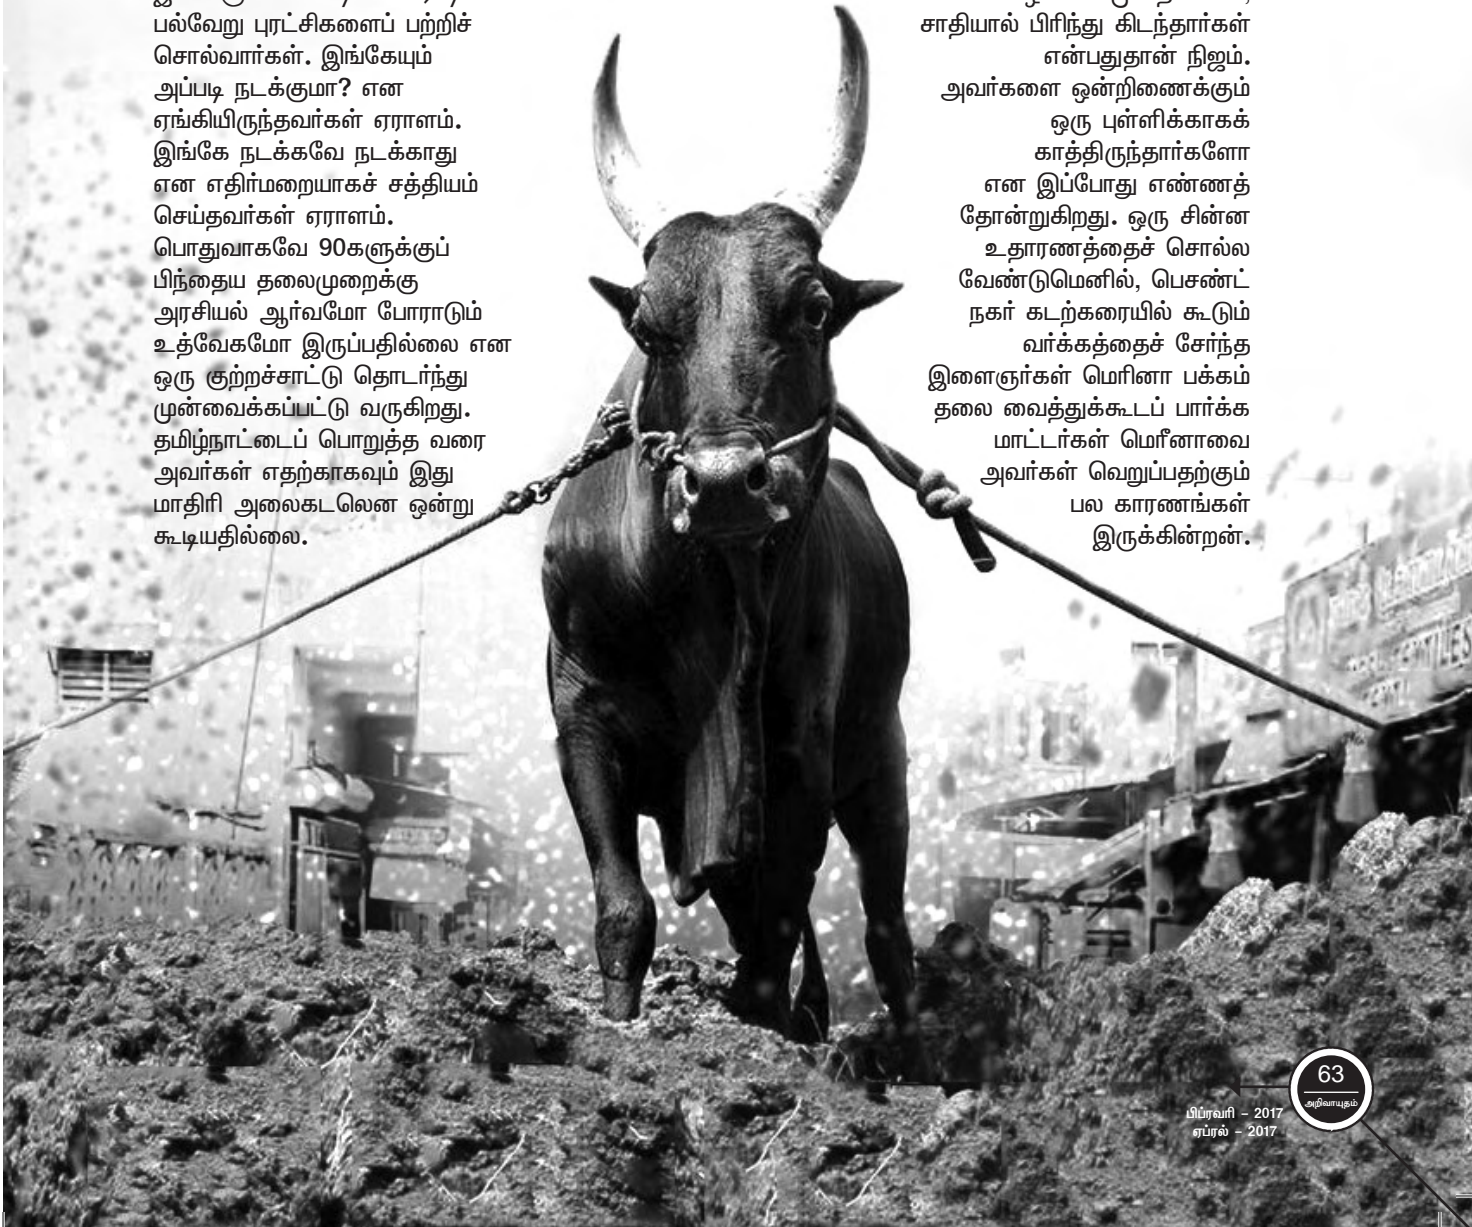 பல்வேறு புரட்சிகளைப் பற்றிச்
சொல்வார்கள். இங்கேயும்
அப்படி நடக்குமா? என
ஏங்கியிருந்தவர்கள் ஏராளம்.
இங்கே நடக்கவே நடக்காது
என எதிர்மறையாகச் சத்தியம்
செய்தவர்கள் ஏராளம்.
பொதுவாகவே 90களுக்குப்
பிந்தைய தலைமுறைக்கு
அரசியல் ஆர்வமோ போராடும்
உத்வேகமோ இருப்பதில்லை என
ஒரு குற்றச்சாட்டு தொடர்ந்து
முன்வைக்கப்பட்டு வருகிறது.
தமிழ்நாட்டைப் பொறுத்த வரை
அவர்கள் எதற்காகவும் இது
மாதிரி அலைகடலென ஒன்று
கூடியதில்லை.
சாதியால் பிரிந்து கிடந்தார்கள்
என்பதுதான் நிஜம்.
அவர்களை ஒன்றிணைக்கும்
ஒரு புள்ளிக்காகக்
காத்திருந்தார்களோ
என இப்போது எண்ணத்
தோன்றுகிறது. ஒரு சின்ன
உதாரணத்தைச் சொல்ல
வேண்டுமெனில், பெசண்ட்
நகர் கடற்கரையில் கூடும்
வர்க்கத்தைச் சேர்ந்த
இளைஞர்கள் மெரினா பக்கம்
தலை வைத்துக்கூடப் பார்க்க
மாட்டார்கள் மெரீனாவை
அவர்கள் வெறுப்பதற்கும்
பல காரணங்கள்
இருக்கின்றன்.
63
அறிவாயுதம்
பிப்ரவரி - 2017
ஏப்ரல் - 2017